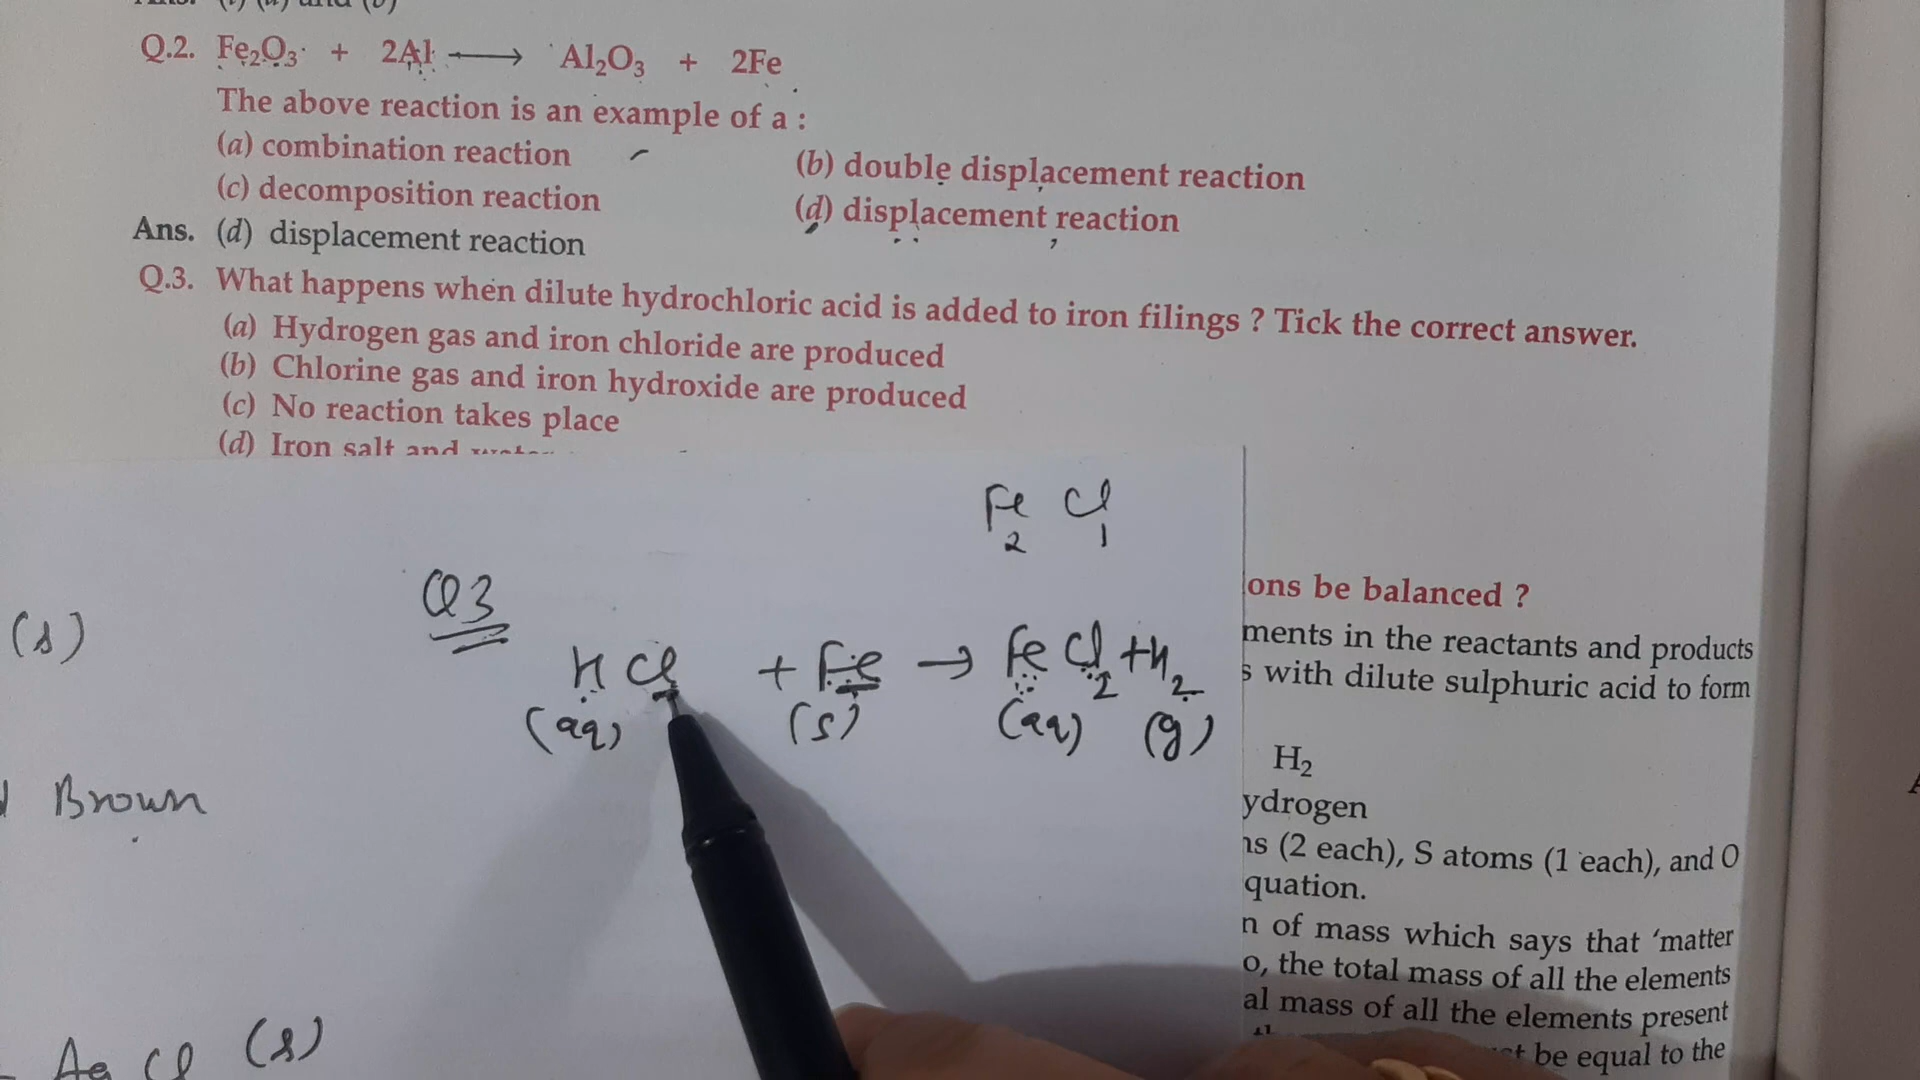 Q.2. Fe₂O₃ + 2Al ⟶ Al₂O₃ + 2Fe
The above reaction is an example of a :
(a) combination reaction
(b) double displacement reaction
(c) decomposition reaction
(d) displacement reaction
Ans. (d) displacement reaction
Q.3. What happens when dilute hydrochloric acid is added to iron filings ? Tick the correct answer.
(a) Hydrogen gas and iron chloride are produced
(b) Chlorine gas and iron hydroxide are produced
(c) No reaction takes place
(d) Iron salt and
Fe Cl
2 1
Q3
HCl + Fe → FeCl₂ + H₂
(aq) (s) (aq) (g)
(s)
Brown
Ag Cl (s)
ons be balanced ?
ments in the reactants and products
s with dilute sulphuric acid to form
H₂
ydrogen
ns (2 each), S atoms (1 each), and O
quation.
n of mass which says that 'matter
o, the total mass of all the elements
al mass of all the elements present
be equal to the